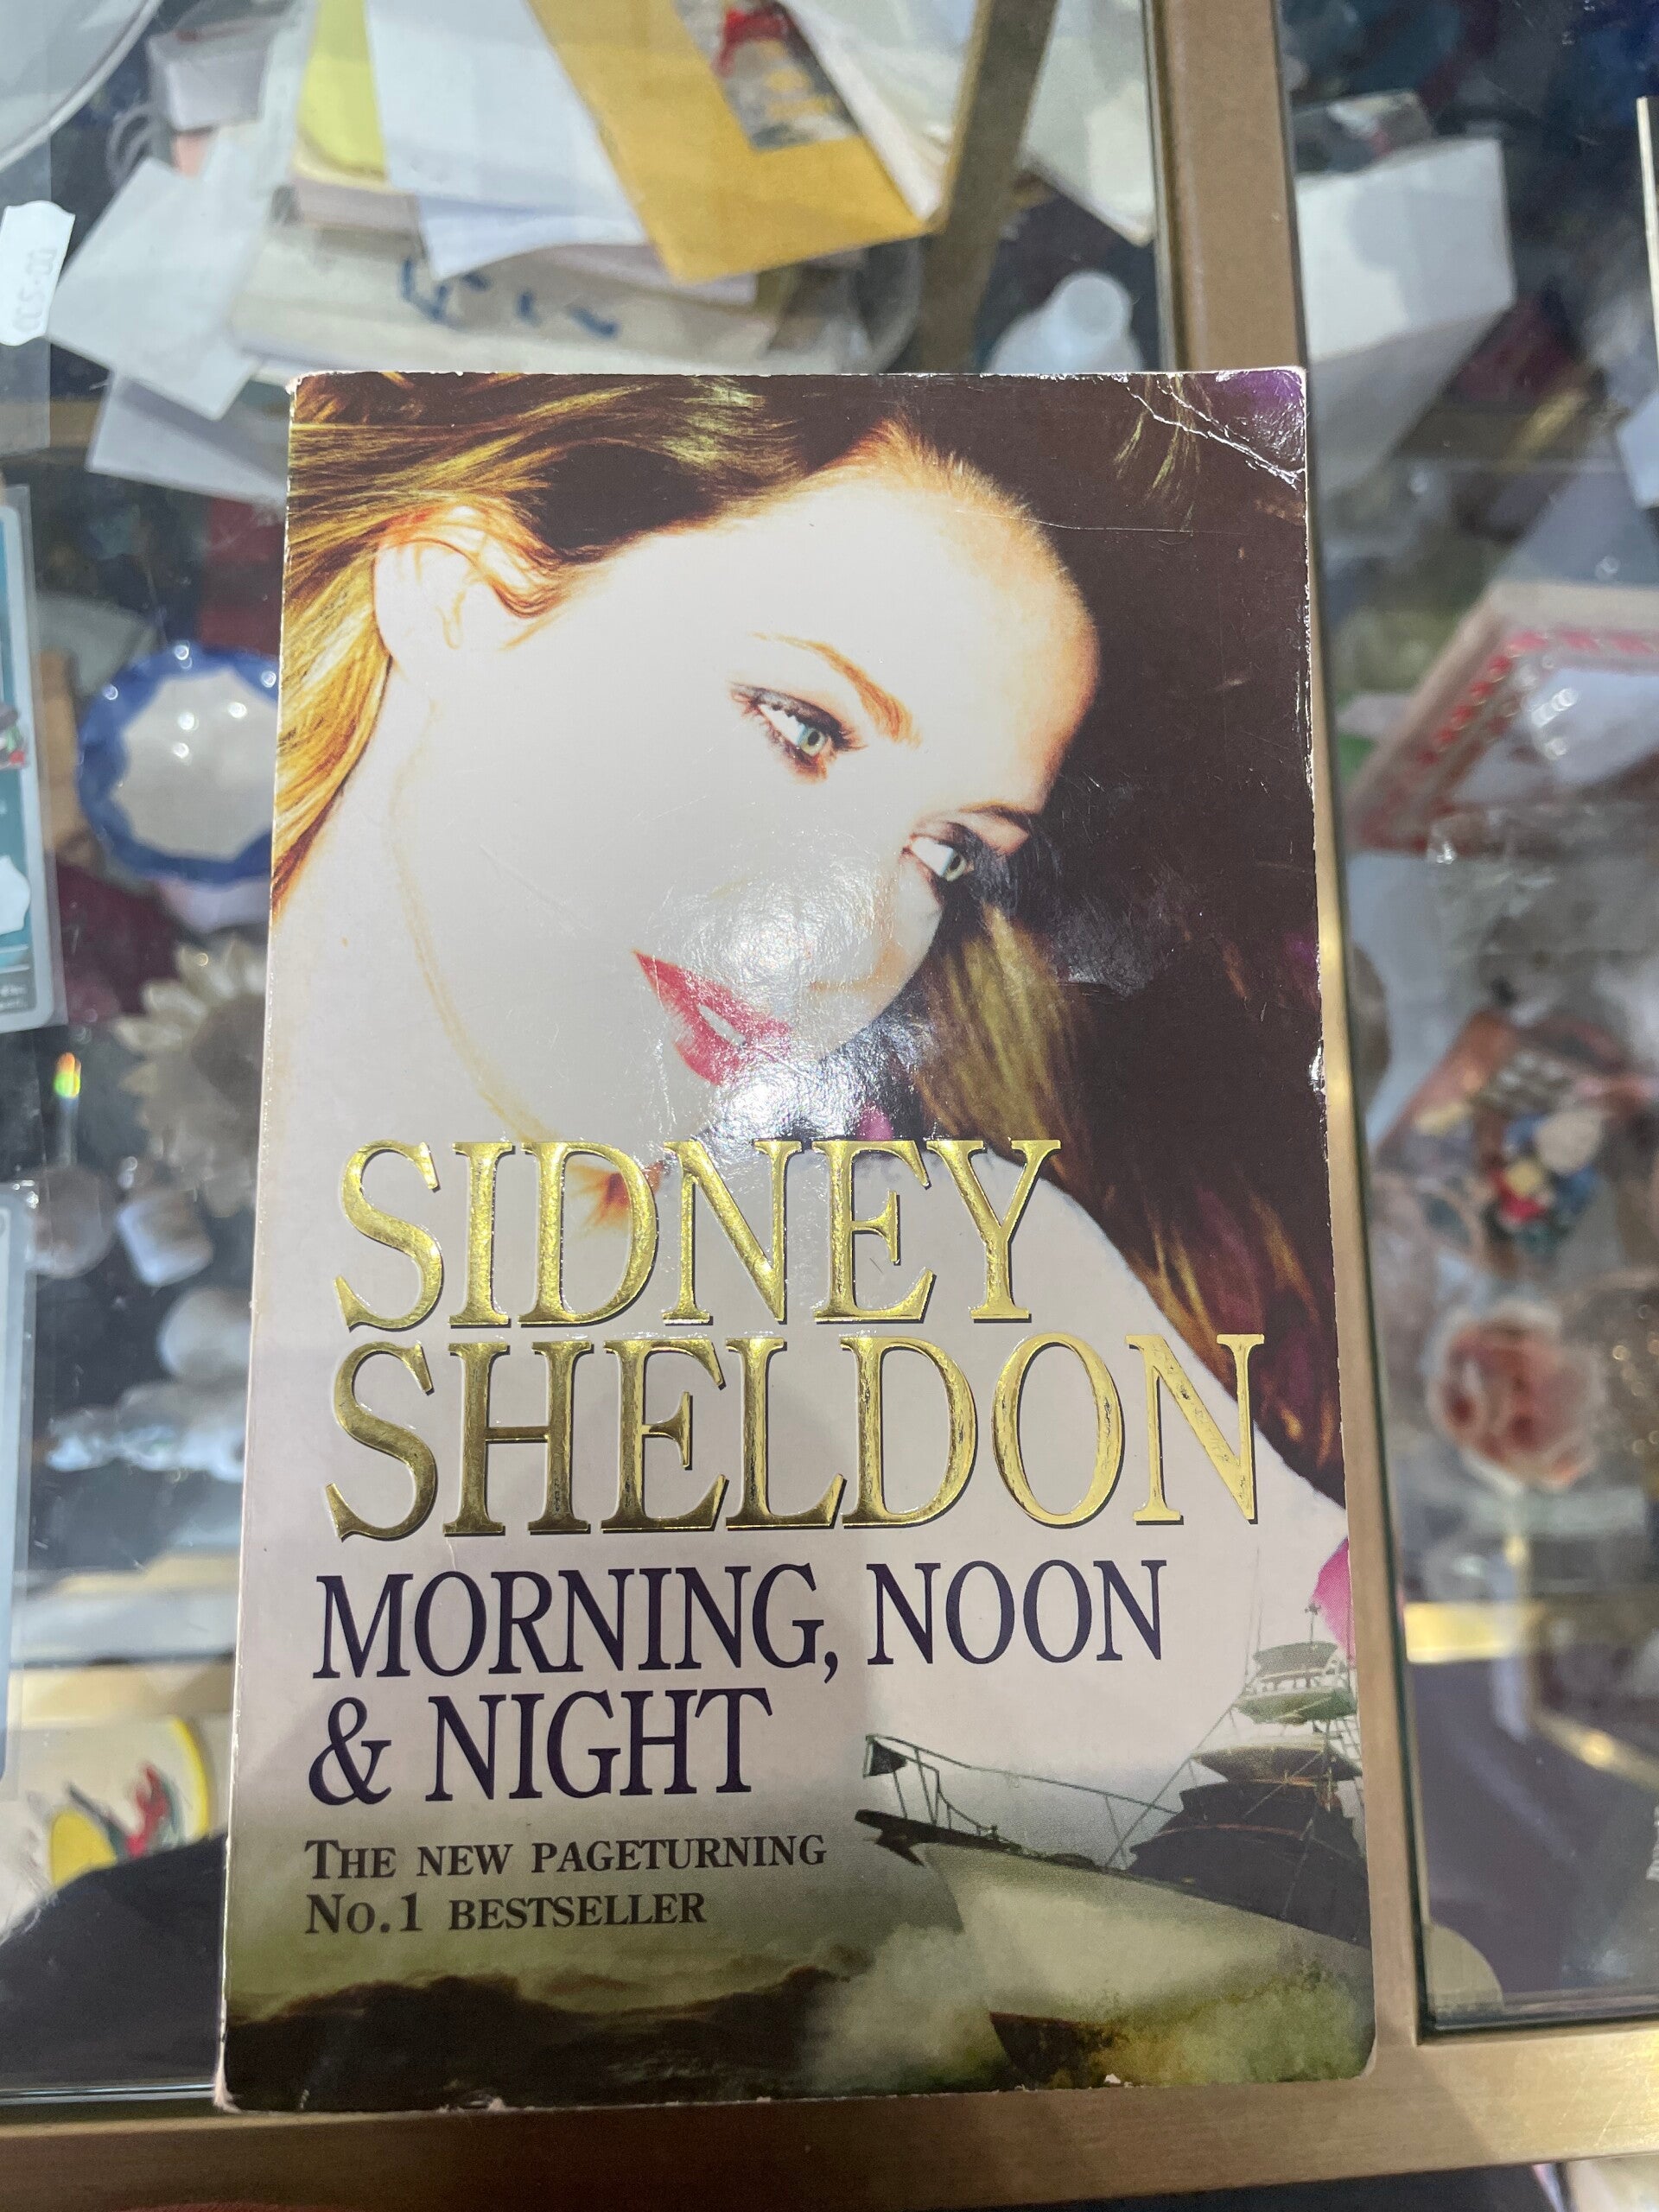 SIDNEY
SHELDON
MORNING, NOON
& NIGHT
THE NEW PAGETURNING
NO.1 BESTSELLER